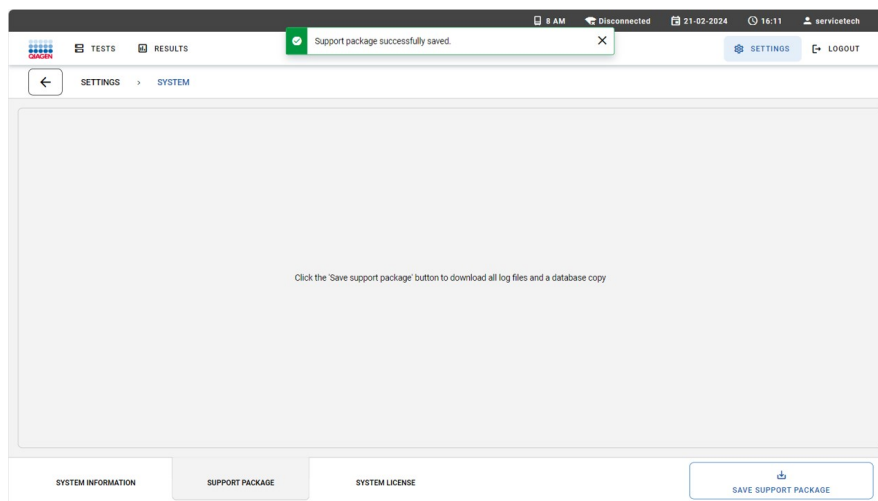 8 AM Disconnected 21-02-2024 16:11 servicetech
QIAGEN TESTS RESULTS Support package successfully saved. SETTINGS LOGOUT
SETTINGS › SYSTEM
Click the 'Save support package' button to download all log files and a database copy
SYSTEM INFORMATION SUPPORT PACKAGE SYSTEM LICENSE SAVE SUPPORT PACKAGE